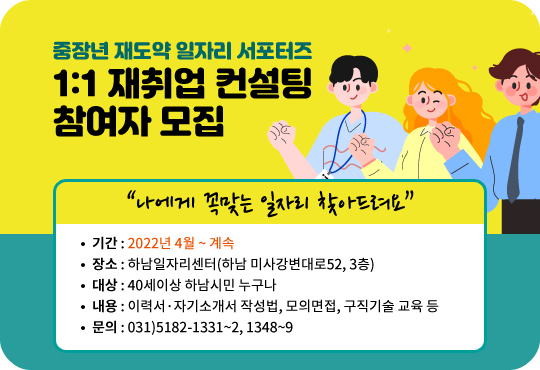 중장년 재도약 일자리 서포터즈
1:1 재취업 컨설팅
참여자 모집
“나에게 꼭맞는 일자리 찾아드려요”
• 기간 : 2022년 4월 ~ 계속
• 장소 : 하남일자리센터(하남 미사강변대로52, 3층)
• 대상 : 40세이상 하남시민 누구나
• 내용 : 이력서·자기소개서 작성법, 모의면접, 구직기술 교육 등
• 문의 : 031)5182-1331~2, 1348~9